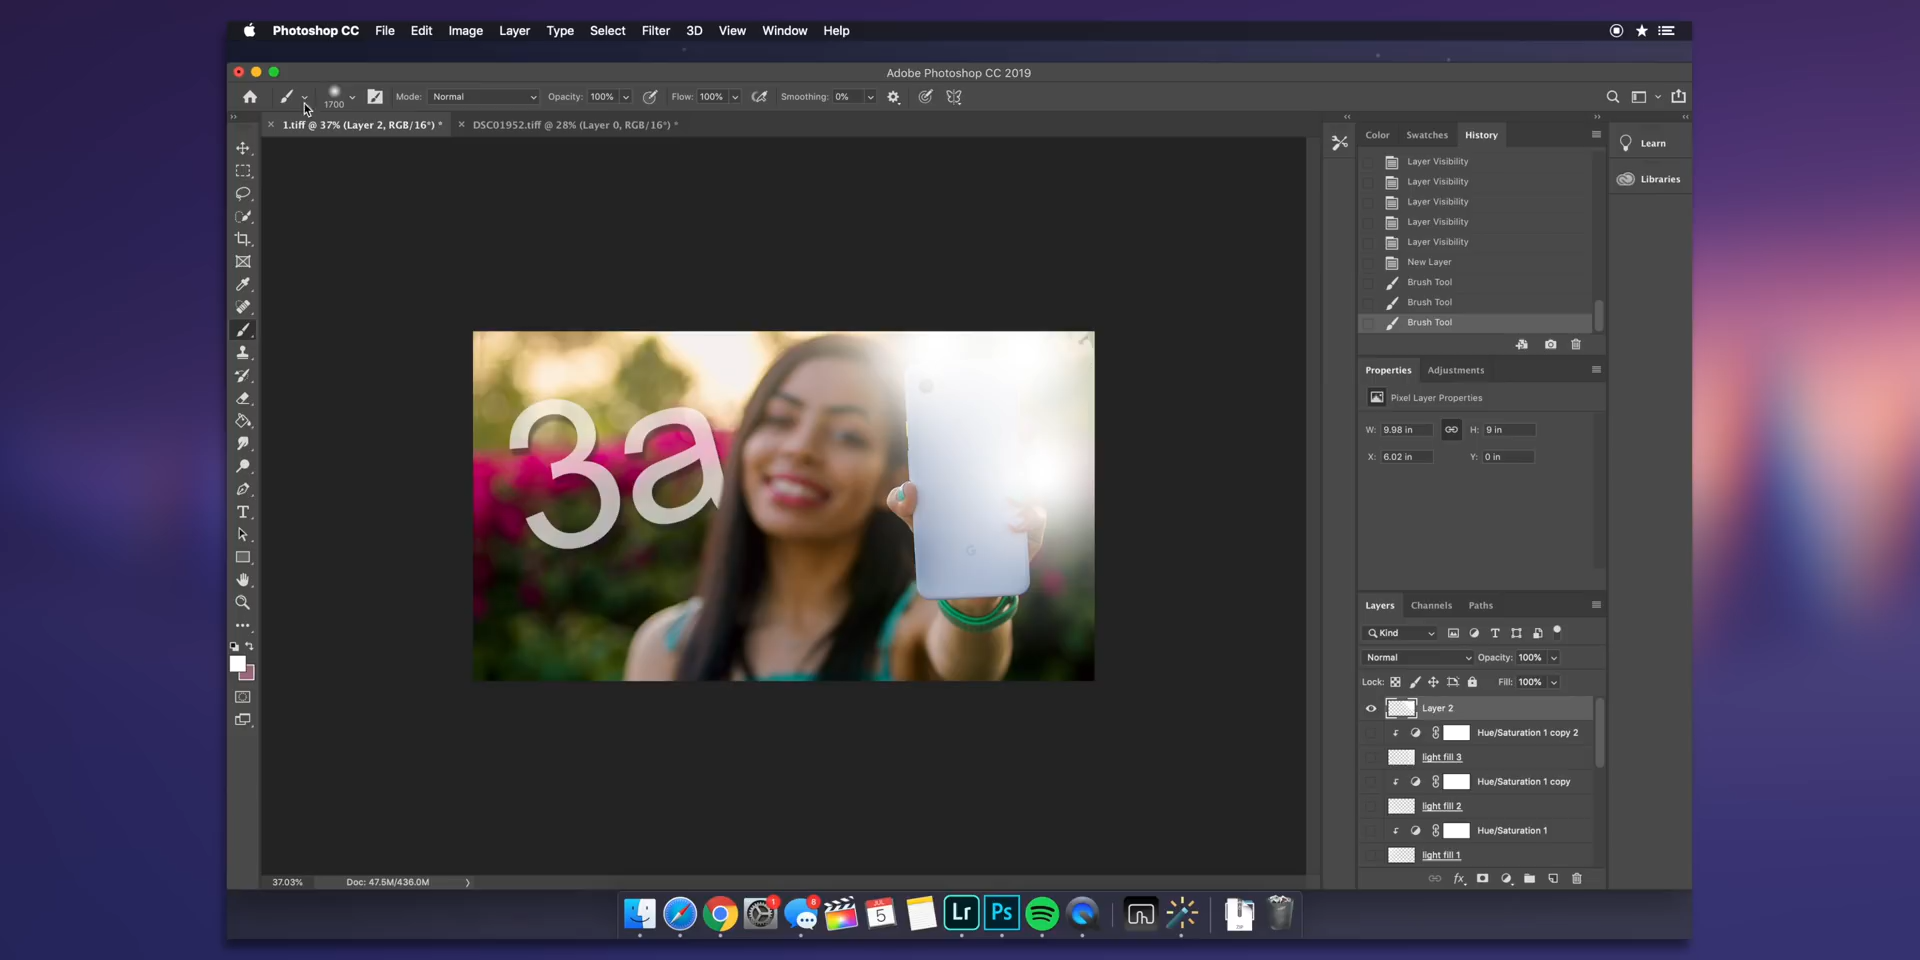 Photoshop CC File Edit Image Layer Type Select Filter 3D View Window Help
Adobe Photoshop CC 2019
1700 Mode: Normal Opacity: 100% Flow: 100% Smoothing: 0%
1.tiff @ 37% (Layer 2, RGB/16*) * DSC01952.tiff @ 28% (Layer 0, RGB/16*) *
Color Swatches History
Learn
Libraries
Layer Visibility
Layer Visibility
Layer Visibility
Layer Visibility
Layer Visibility
New Layer
Brush Tool
Brush Tool
Brush Tool
3a
G
Properties Adjustments
Pixel Layer Properties
W: 9.98 in H: 9 in
X: 6.02 in Y: 0 in
Layers Channels Paths
Kind
Normal Opacity: 100%
Lock: Fill: 100%
Layer 2
Hue/Saturation 1 copy 2
light fill 3
Hue/Saturation 1 copy
light fill 2
Hue/Saturation 1
light fill 1
37.03% Doc: 47.5M/436.0M
1 8 JUL 5 Lr Ps